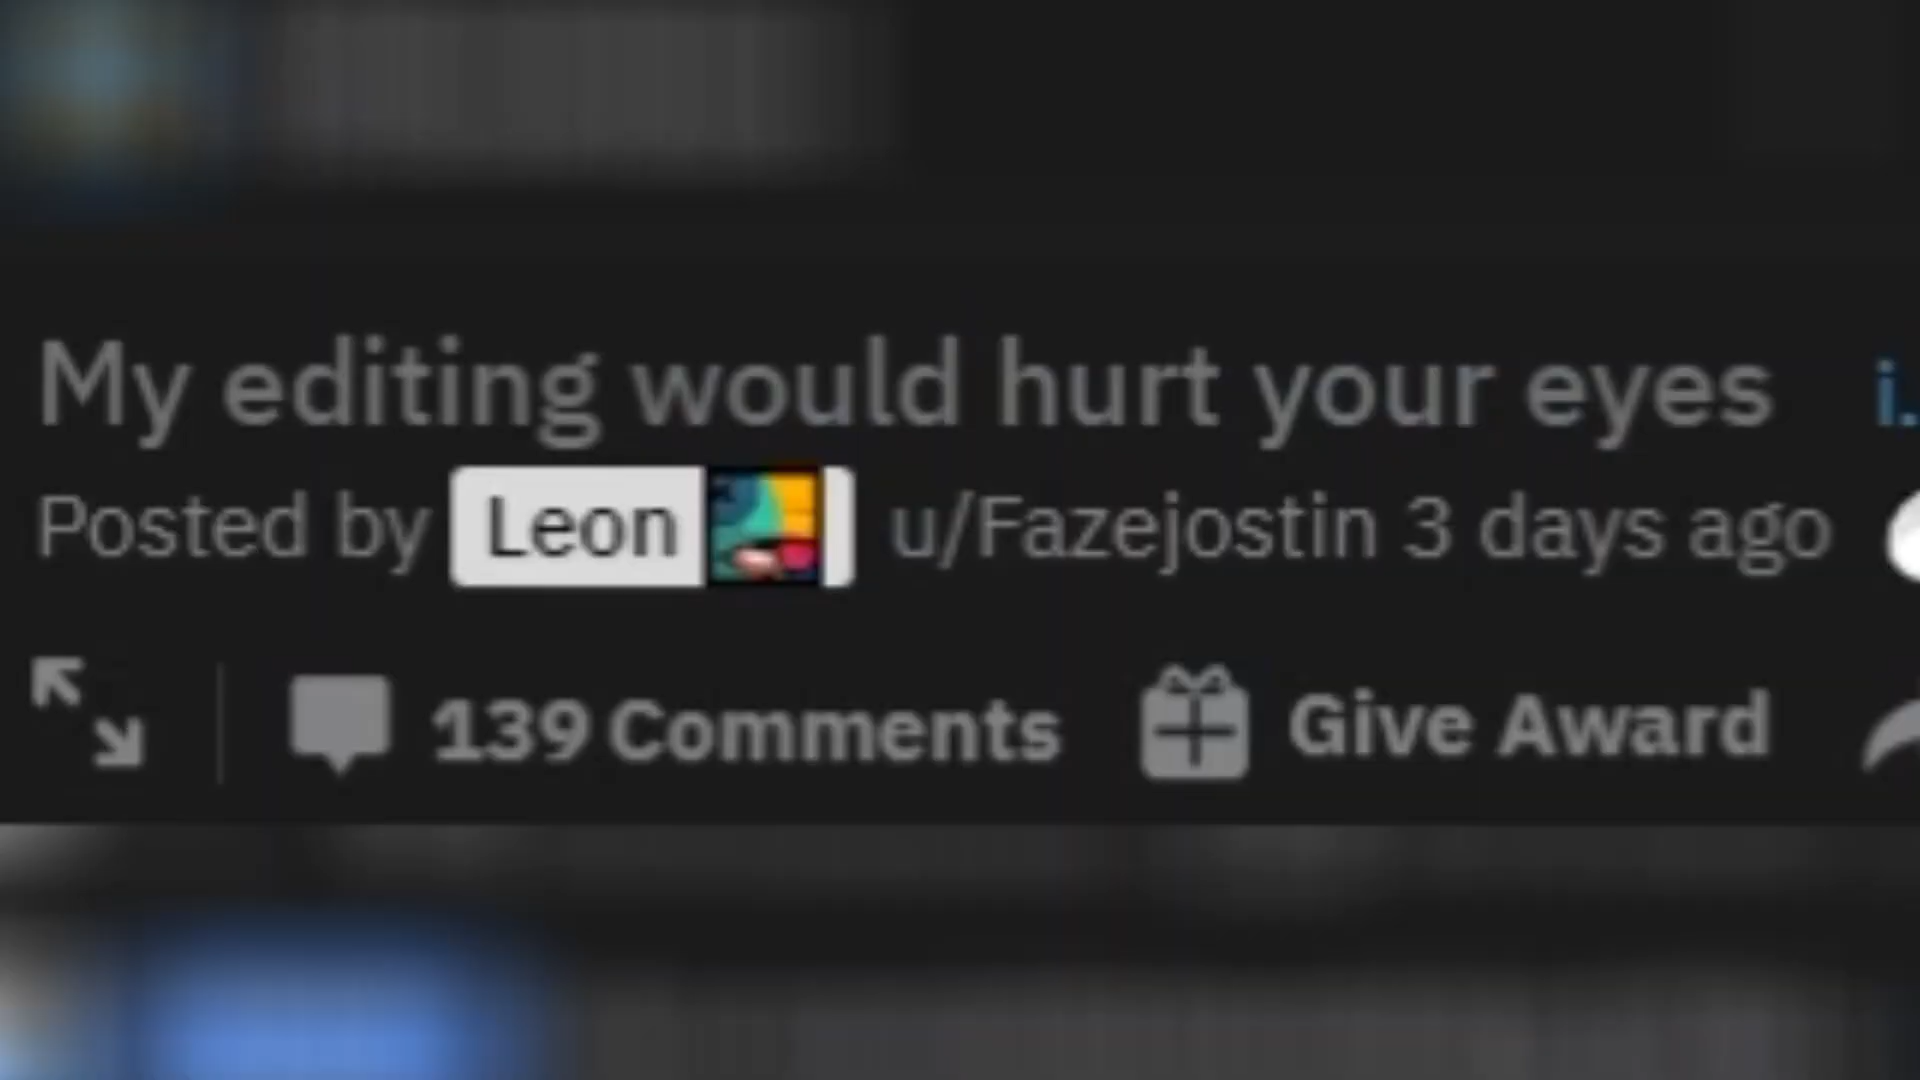 My editing would hurt your eyes i.
Posted by Leon u/Fazejostin 3 days ago
139 Comments Give Award